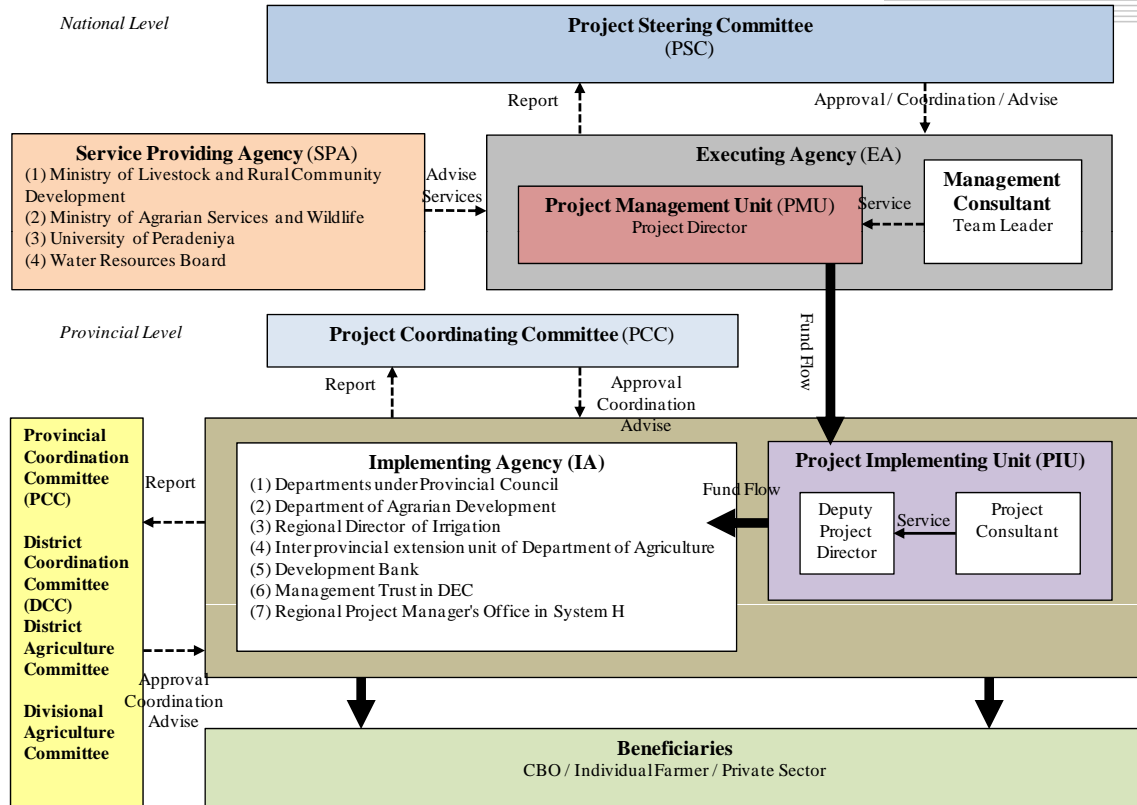 National Level
Project Steering Committee
(PSC)
Report
Approval / Coordination / Advise
Service Providing Agency (SPA)
(1) Ministry of Livestock and Rural Community
Development
(2) Ministry of Agrarian Services and Wildlife
(3) University of Peradeniya
(4) Water Resources Board
Advise
Services
Executing Agency (EA)
Project Management Unit (PMU)
Project Director
Service
Management
Consultant
Team Leader
Provincial Level
Project Coordinating Committee (PCC)
Fund Flow
Report
Approval
Coordination
Advise
Provincial
Coordination
Committee
(PCC)
District
Coordination
Committee
(DCC)
District
Agriculture
Committee
Divisional
Agriculture
Committee
Report
Approval
Coordination
Advise
Implementing Agency (IA)
(1) Departments under Provincial Council
(2) Department of Agrarian Development
(3) Regional Director of Irrigation
(4) Interprovincial extension unit of Department of Agriculture
(5) Development Bank
(6) Management Trust in DEC
(7) Regional Project Manager's Office in System H
Fund Flow
Project Implementing Unit (PIU)
Deputy
Project
Director
Service
Project
Consultant
Beneficiaries
CBO / Individual Farmer / Private Sector